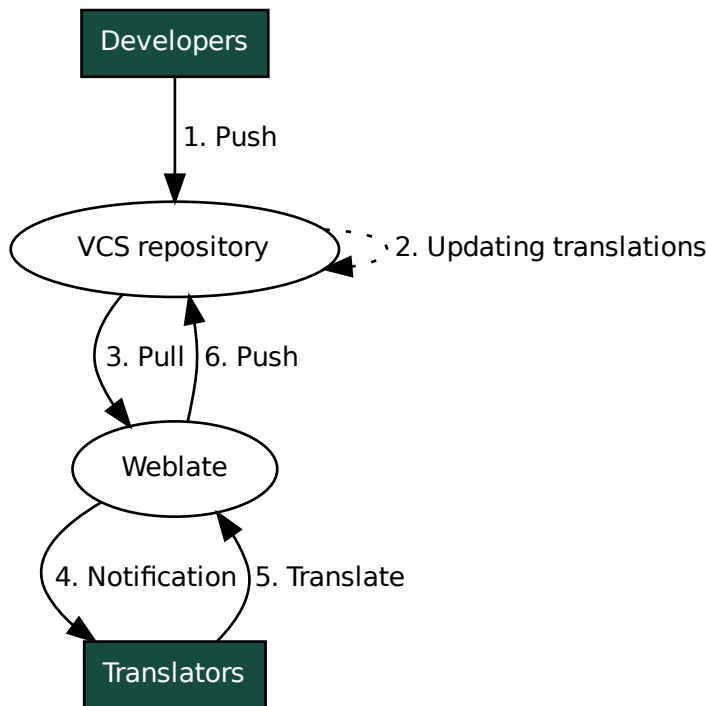 Developers
1. Push
VCS repository
2. Updating translations
3. Pull
6. Push
Weblate
4. Notification
5. Translate
Translators